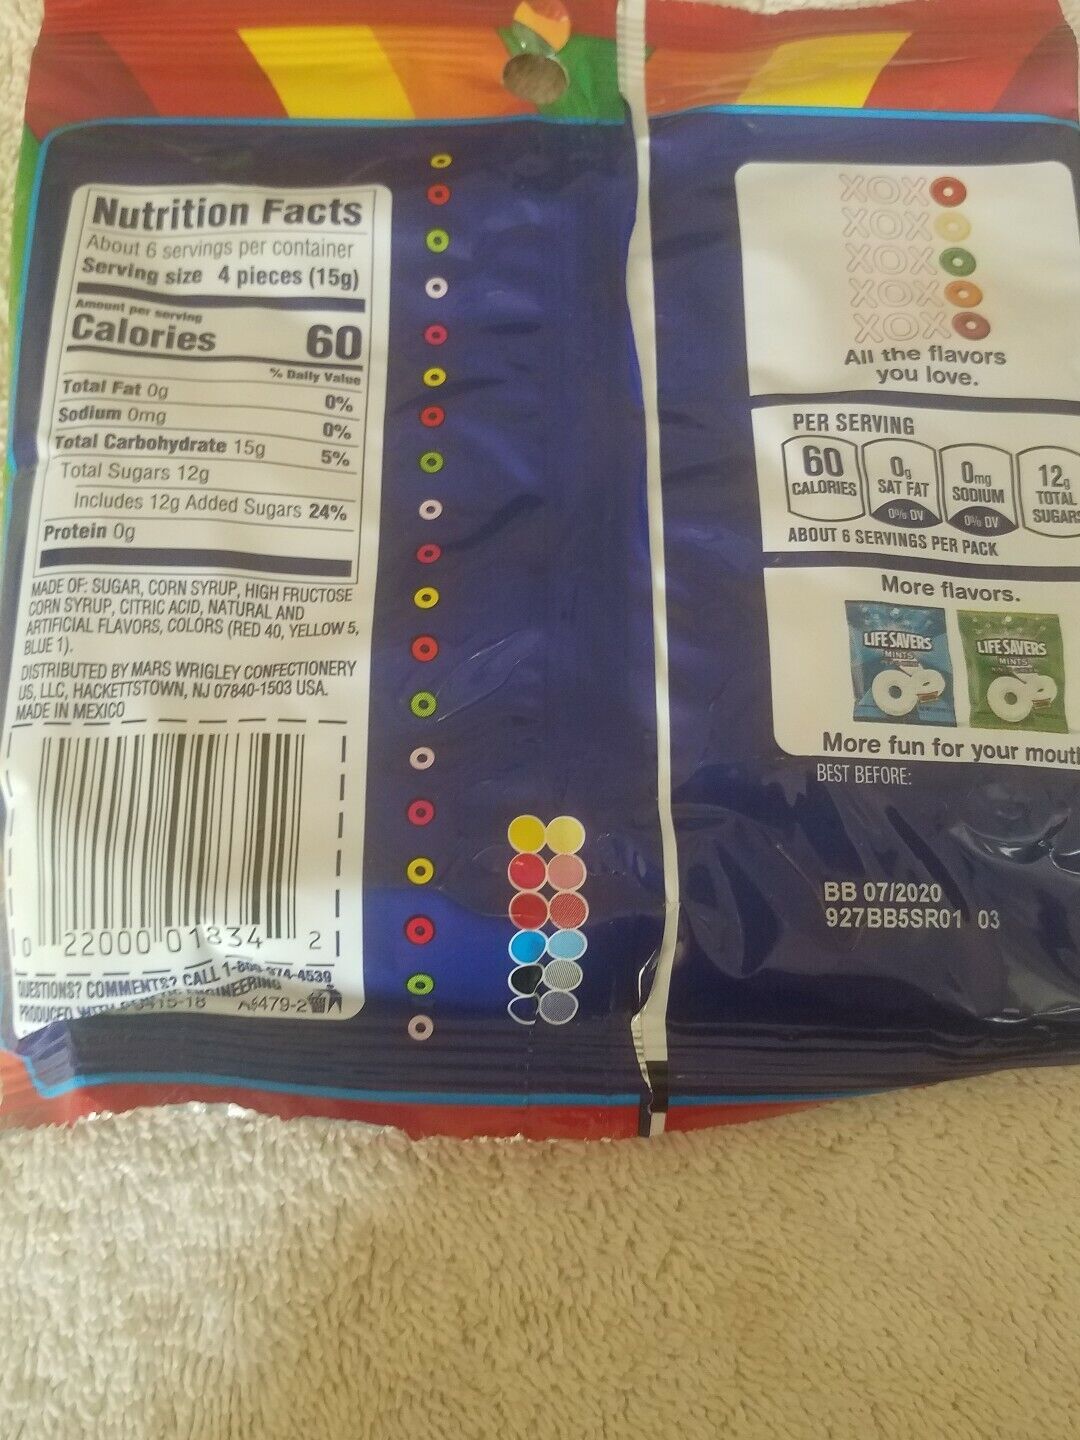 Nutrition Facts
About 6 servings per container
Serving size 4 pieces (15g)
Amount per serving
Calories 60
% Daily Value
Total Fat 0g 0%
Sodium 0mg 0%
Total Carbohydrate 15g 5%
Total Sugars 12g
Includes 12g Added Sugars 24%
Protein 0g
MADE OF: SUGAR, CORN SYRUP, HIGH FRUCTOSE
CORN SYRUP, CITRIC ACID, NATURAL AND
ARTIFICIAL FLAVORS, COLORS (RED 40, YELLOW 5,
BLUE 1).
DISTRIBUTED BY MARS WRIGLEY CONFECTIONERY
US, LLC, HACKETTSTOWN, NJ 07840-1503 USA.
MADE IN MEXICO
0 22000 01834 2
QUESTIONS? COMMENTS? CALL 1-800-974-4539
PRODUCED WITH ENGINEERING
XOXO
XOXO
XOXO
XOXO
XOXO
All the flavors
you love.
PER SERVING
60 CALORIES
0g SAT FAT 0% DV
0mg SODIUM 0% DV
12g TOTAL SUGARS
ABOUT 6 SERVINGS PER PACK
More flavors.
LIFE SAVERS
MINTS
LIFE SAVERS
MINTS
More fun for your mouth
BEST BEFORE:
BB 07/2020
927BB5SR01 03